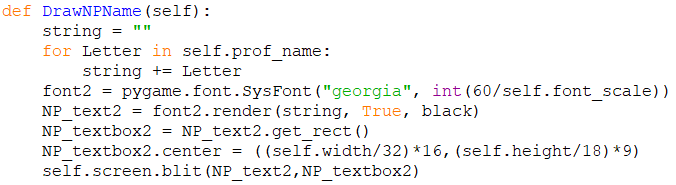 def DrawNPName(self):
    string = ""
    for Letter in self.prof_name:
        string += Letter
    font2 = pygame.font.SysFont("georgia", int(60/self.font_scale))
    NP_text2 = font2.render(string, True, black)
    NP_textbox2 = NP_text2.get_rect()
    NP_textbox2.center = ((self.width/32)*16,(self.height/18)*9)
    self.screen.blit(NP_text2,NP_textbox2)